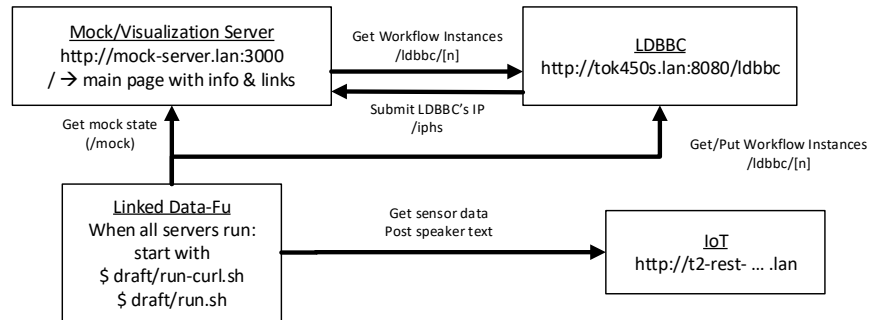 Mock/Visualization Server
http://mock-server.lan:3000
/ → main page with info & links
Get Workflow Instances
/ldbbc/[n]
LDBBC
http://tok450s.lan:8080/ldbbc
Submit LDBBC's IP
/iphs
Get mock state
(/mock)
Get/Put Workflow Instances
/ldbbc/[n]
Linked Data-Fu
When all servers run:
start with
$ draft/run-curl.sh
$ draft/run.sh
Get sensor data
Post speaker text
IoT
http://t2-rest- ... .lan